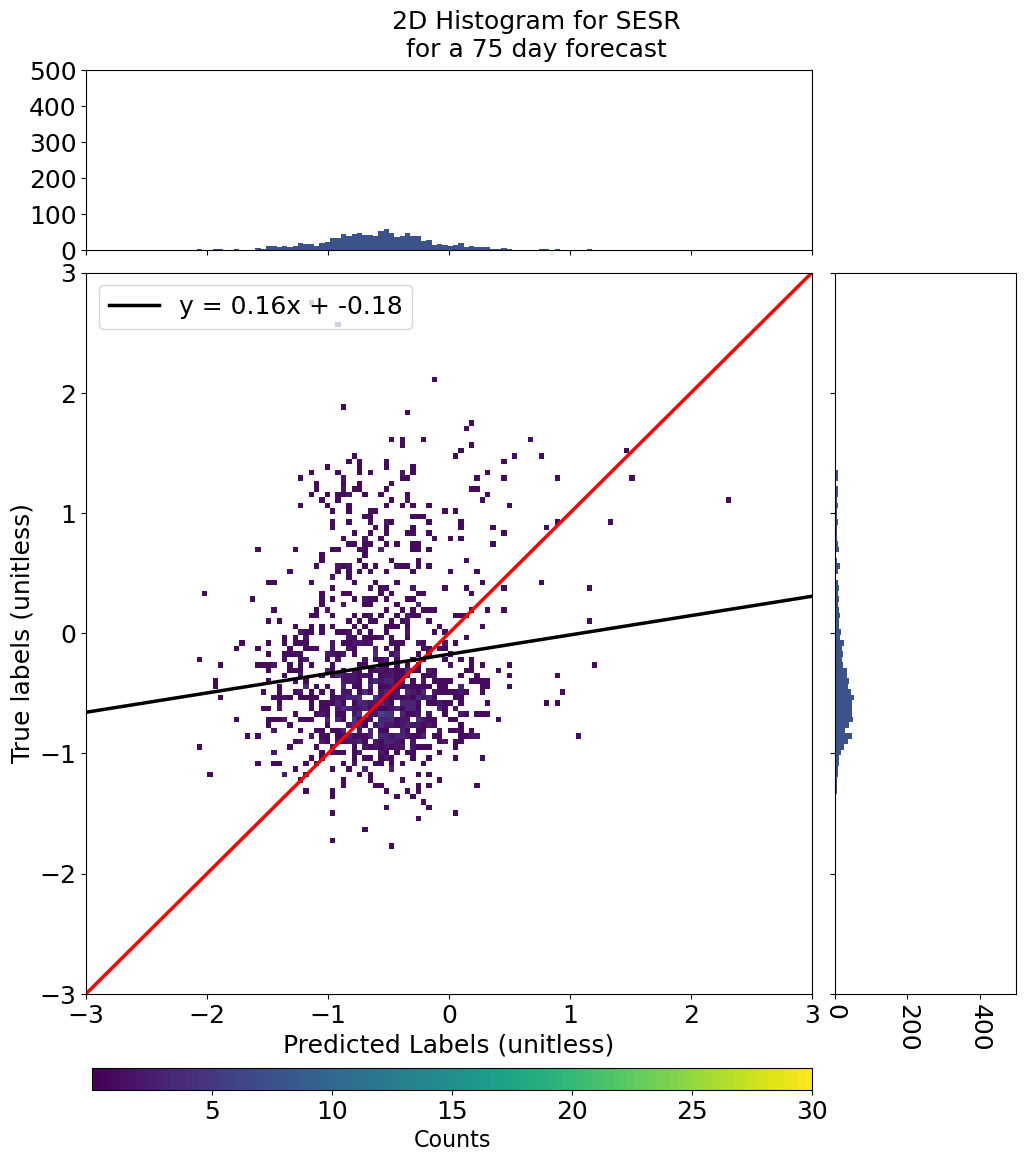 2D Histogram for SESR
for a 75 day forecast
500
400
300
200
100
0
y = 0.16x + -0.18
3
2
1
0
−1
−2
−3
True labels (unitless)
−3 −2 −1 0 1 2 3
Predicted Labels (unitless)
0 200 400
5 10 15 20 25 30
Counts